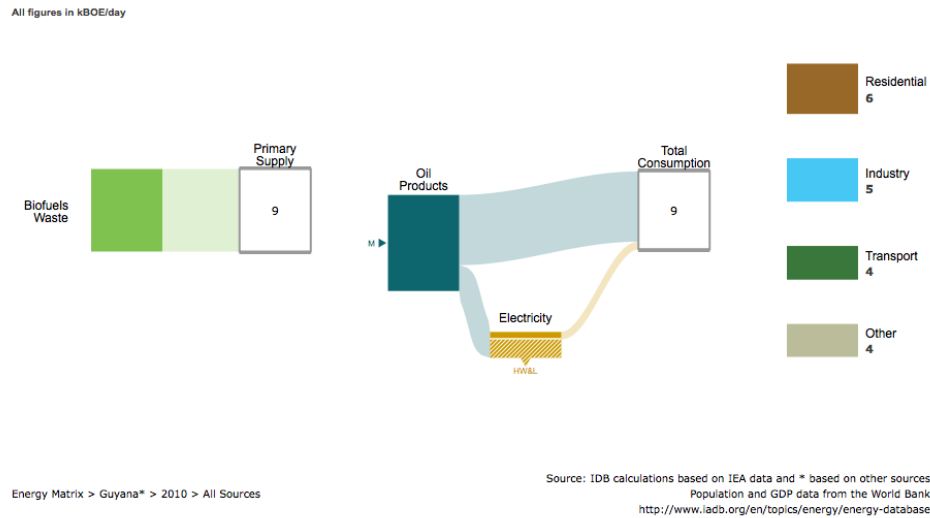 All figures in kBOE/day
Biofuels
Waste
Primary
Supply
9
Oil
Products
M
Electricity
HW&L
Total
Consumption
9
Residential
6
Industry
5
Transport
4
Other
4
Energy Matrix > Guyana* > 2010 > All Sources
Source: IDB calculations based on IEA data and * based on other sources
Population and GDP data from the World Bank
http://www.iadb.org/en/topics/energy/energy-database